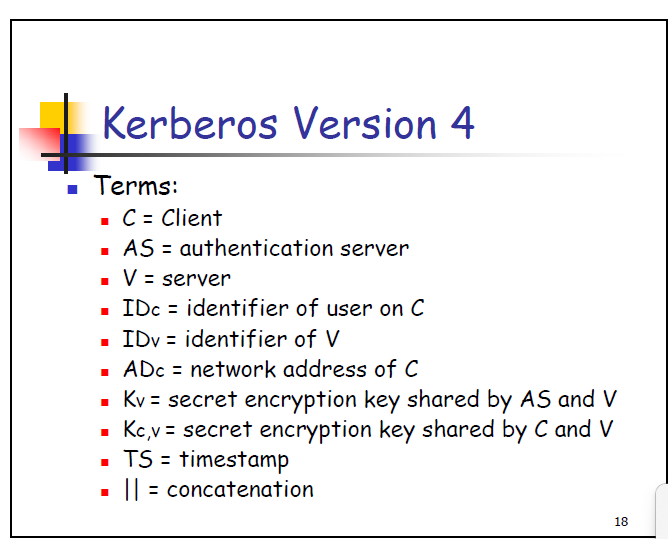 Kerberos Version 4
Terms:
C = Client
AS = authentication server
V = server
IDc = identifier of user on C
IDv = identifier of V
ADc = network address of C
Kv = secret encryption key shared by AS and V
Kc,v = secret encryption key shared by C and V
TS = timestamp
|| = concatenation
18